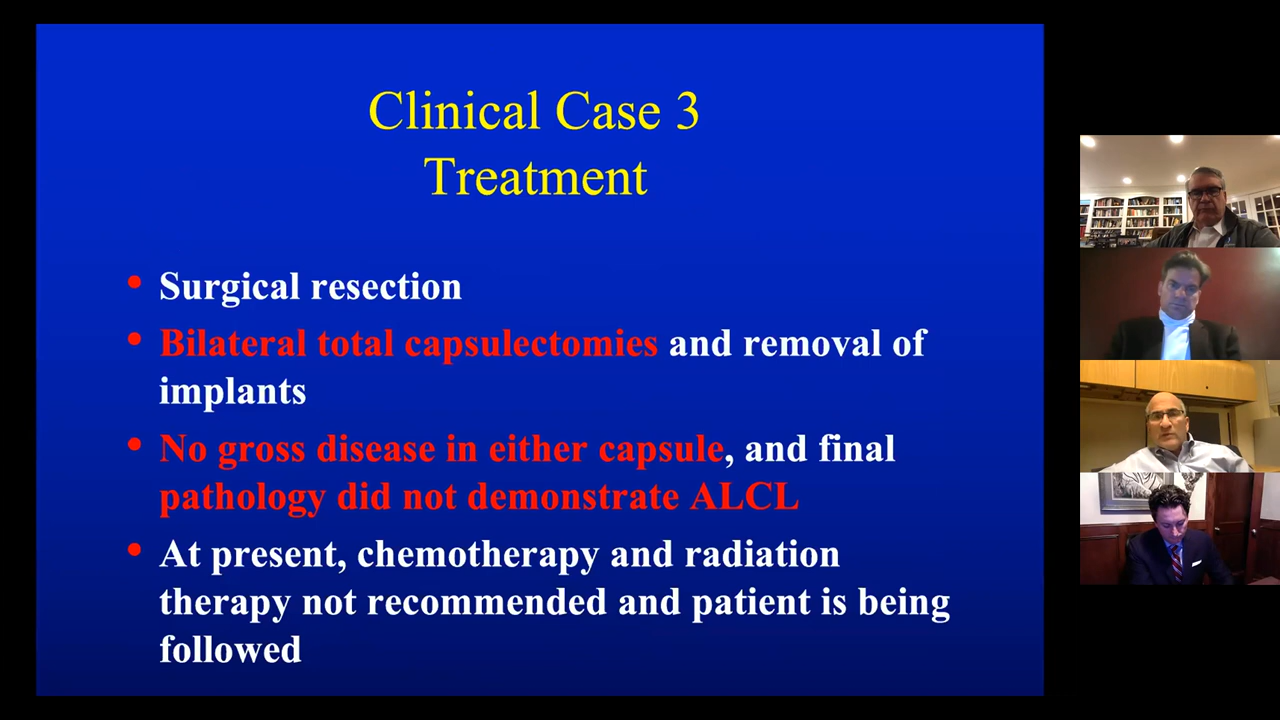 Clinical Case 3
Treatment
• Surgical resection
• Bilateral total capsulectomies and removal of
implants
• No gross disease in either capsule, and final
pathology did not demonstrate ALCL
• At present, chemotherapy and radiation
therapy not recommended and patient is being
followed